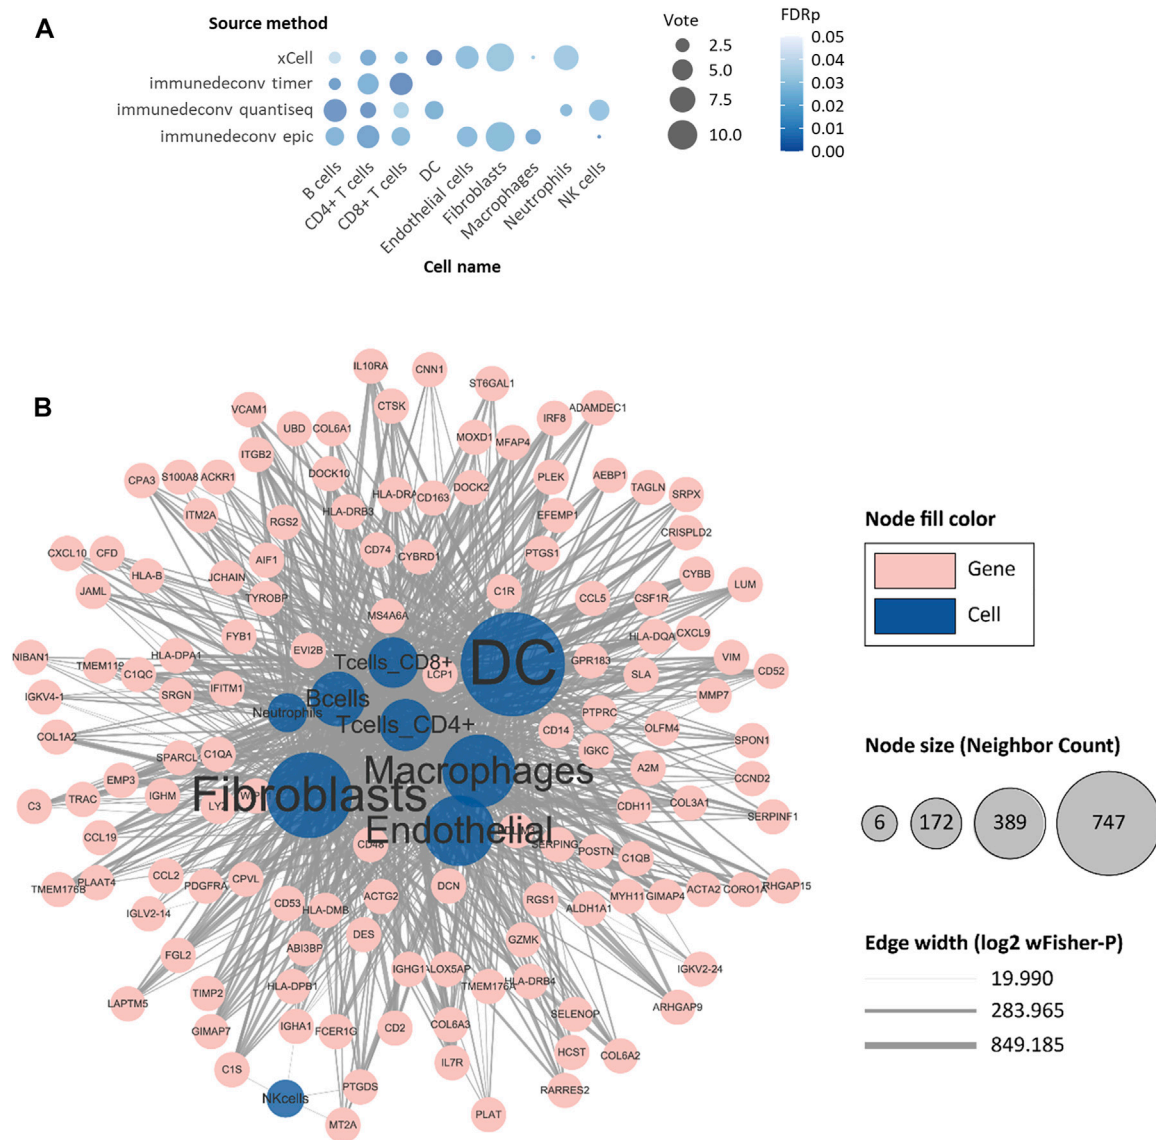 A
Source method
xCell
immunedeconv timer
immunedeconv quantiseq
immunedeconv epic
B cells
CD4+ T cells
CD8+ T cells
DC
Endothelial cells
Fibroblasts
Macrophages
Neutrophils
NK cells
Cell name
Vote
2.5
5.0
7.5
10.0
FDRp
0.05
0.04
0.03
0.02
0.01
0.00
B
IL10RA
CNN1
ST6GAL1
VCAM1
CTSK
ADAMDEC1
UBD
COL6A1
IRF8
MOXD1
MFAP4
ITGB2
CPA3
S100A8
ACKR1
DOCK10
HLA-DRA
CD163
DOCK2
PLEK
AEBP1
TAGLN
SRPX
ITM2A
RGS2
HLA-DRB3
EFEMP1
CRISPLD2
CXCL10
CFD
AIF1
CD74
CYBRD1
PTGS1
JAML
HLA-B
JCHAIN
TYROBP
C1R
CCL5
CSF1R
CYBB
LUM
MS4A6A
FYB1
HLA-DQA
CXCL9
NIBAN1
TMEM119
HLA-DPA1
EVI2B
Tcells_CD8+
LCP1
DC
GPR183
SLA
VIM
CD52
C1QC
IGKV4-1
SRGN
IFITM1
Bcells
Neutrophils
Tcells_CD4+
MMP7
PTPRC
COL1A2
CD14
OLFM4
SPON1
SPARCL
C1QA
IGKC
EMP3
Macrophages
A2M
CCND2
C3
TRAC
IGHM
LYZ
Fibroblasts
CDH11
COL3A1
SERPINF1
CCL19
Endothelial
CD48
SERPING
POSTN
C1QB
TMEM176B
PLAAT4
CCL2
PDGFRA
CPVL
DCN
MYH11
GIMAP4
ACTA2
CORO1A
RHGAP15
IGLV2-14
CD53
HLA-DMB
ACTG2
RGS1
ALDH1A1
DES
GZMK
FGL2
ABI3BP
IGHG1
ALOX5AP
HLA-DRB4
IGKV2-24
LAPTM5
TIMP2
HLA-DPB1
TMEM176A
ARHGAP9
GIMAP7
IGHA1
FCER1G
CD2
COL6A3
SELENOP
C1S
IL7R
HCST
COL6A2
NKcells
PTGDS
RARRES2
MT2A
PLAT
Node fill color
Gene
Cell
Node size (Neighbor Count)
6
172
389
747
Edge width (log2 wFisher-P)
19.990
283.965
849.185